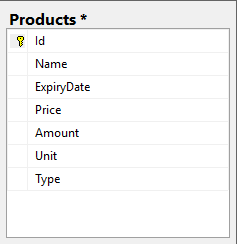 Products *
Id
Name
ExpiryDate
Price
Amount
Unit
Type